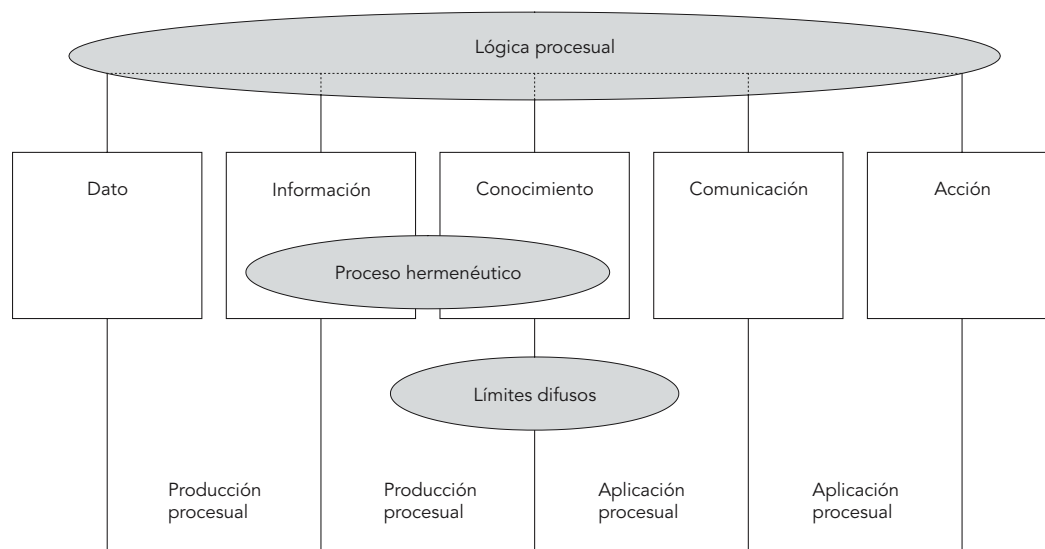 Lógica procesual
Dato
Información
Conocimiento
Comunicación
Acción
Proceso hermenéutico
Límites difusos
Producción
procesual
Producción
procesual
Aplicación
procesual
Aplicación
procesual